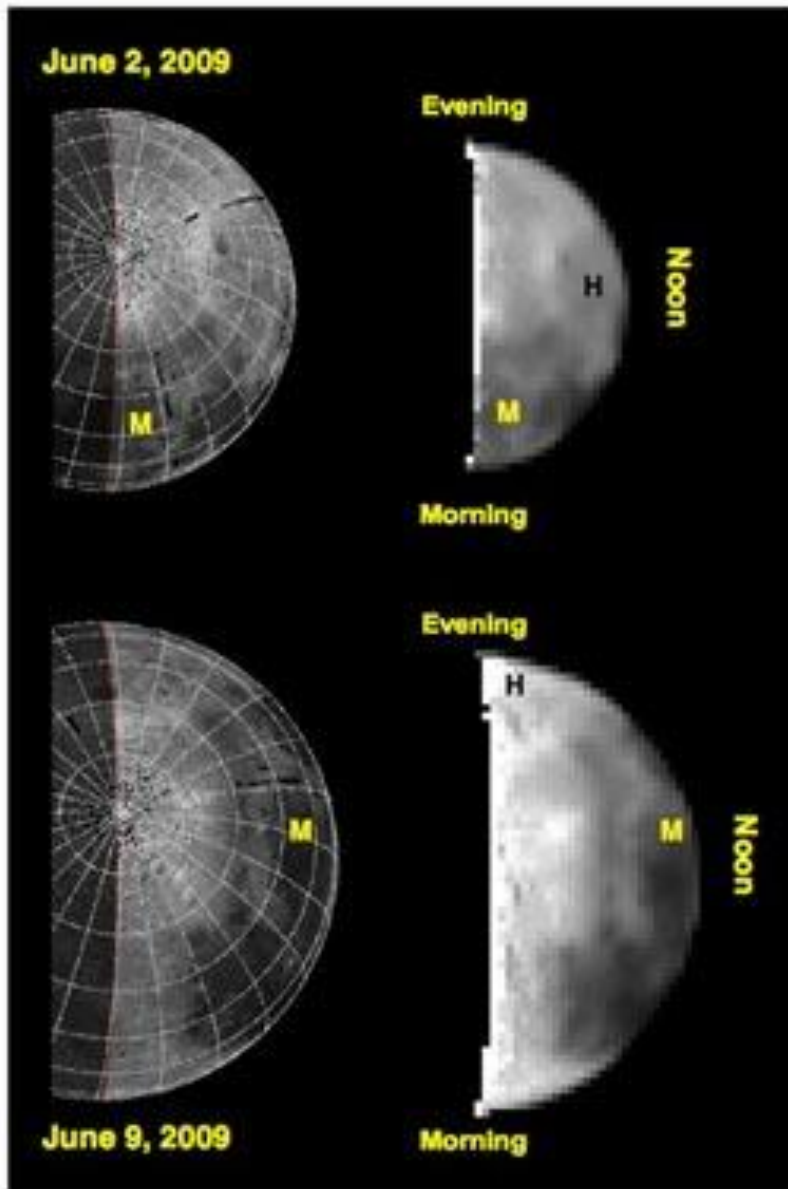 June 2, 2009
Evening
H
Noon
M
M
Morning
Evening
H
M
M
Noon
June 9, 2009
Morning